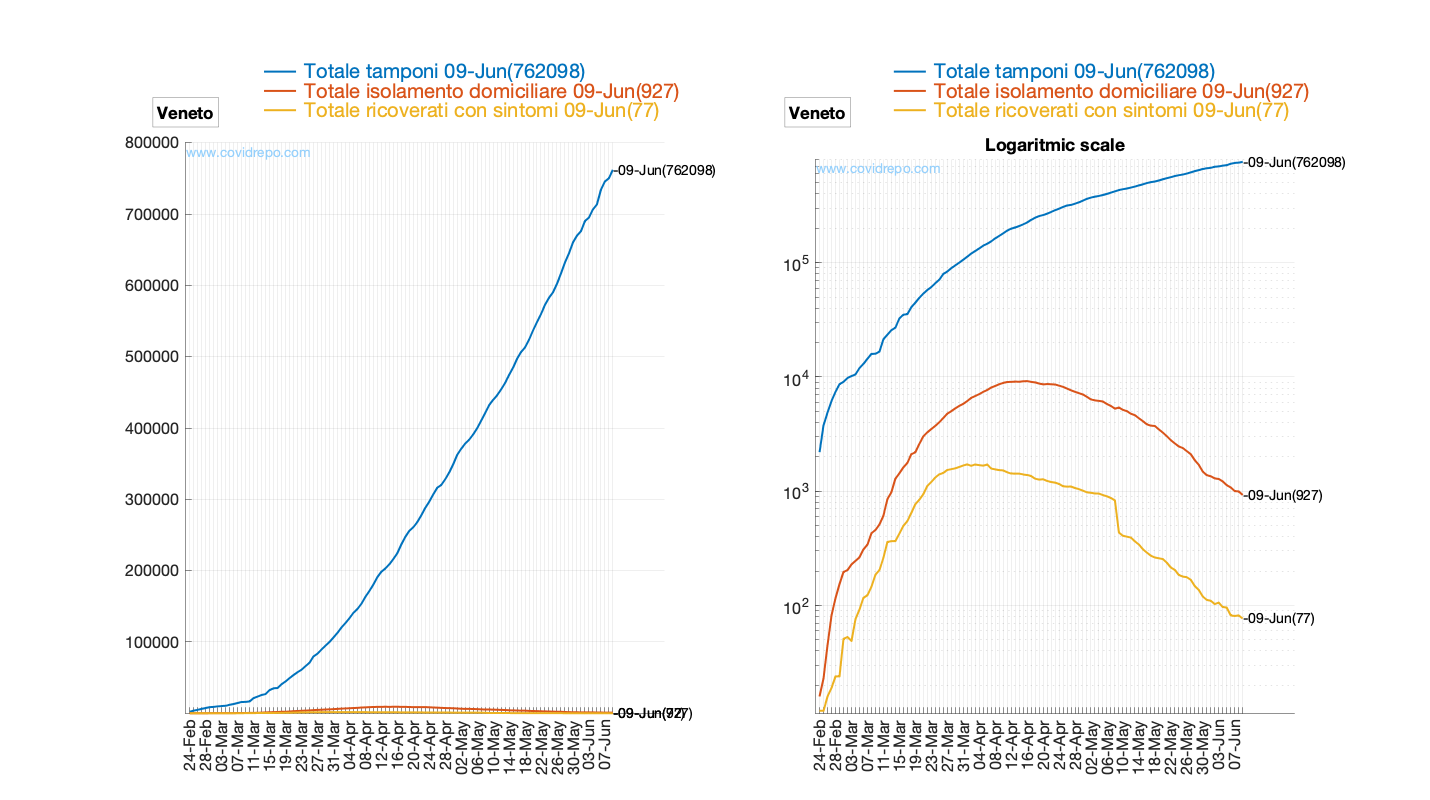 Totale tamponi 09-Jun(762098)
Totale isolamento domiciliare 09-Jun(927)
Totale ricoverati con sintomi 09-Jun(77)
Veneto
800000
700000
600000
500000
400000
300000
200000
100000
www.covidrepo.com
-09-Jun(762098)
-09-Jun(927)
24-Feb
28-Feb
03-Mar
07-Mar
11-Mar
15-Mar
19-Mar
23-Mar
27-Mar
31-Mar
04-Apr
08-Apr
12-Apr
16-Apr
20-Apr
24-Apr
28-Apr
02-May
06-May
10-May
14-May
18-May
22-May
26-May
30-May
03-Jun
07-Jun
Totale tamponi 09-Jun(762098)
Totale isolamento domiciliare 09-Jun(927)
Totale ricoverati con sintomi 09-Jun(77)
Veneto
Logaritmic scale
www.covidrepo.com
10^5
10^4
10^3
10^2
-09-Jun(762098)
-09-Jun(927)
-09-Jun(77)
24-Feb
28-Feb
03-Mar
07-Mar
11-Mar
15-Mar
19-Mar
23-Mar
27-Mar
31-Mar
04-Apr
08-Apr
12-Apr
16-Apr
20-Apr
24-Apr
28-Apr
02-May
06-May
10-May
14-May
18-May
22-May
26-May
30-May
03-Jun
07-Jun